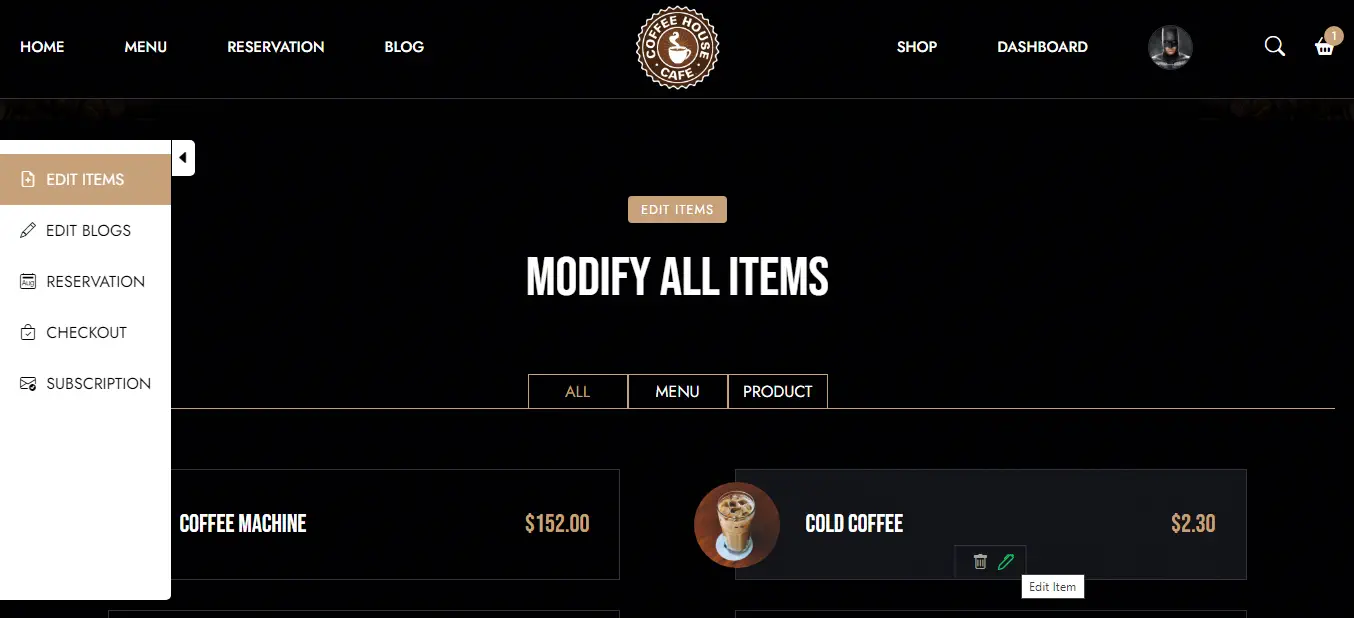 HOME
MENU
RESERVATION
BLOG
COFFEE HOUSE
CAFE
SHOP
DASHBOARD
1
EDIT ITEMS
EDIT BLOGS
Aug
RESERVATION
CHECKOUT
SUBSCRIPTION
EDIT ITEMS
MODIFY ALL ITEMS
ALL
MENU
PRODUCT
COFFEE MACHINE
$152.00
COLD COFFEE
$2.30
Edit Item